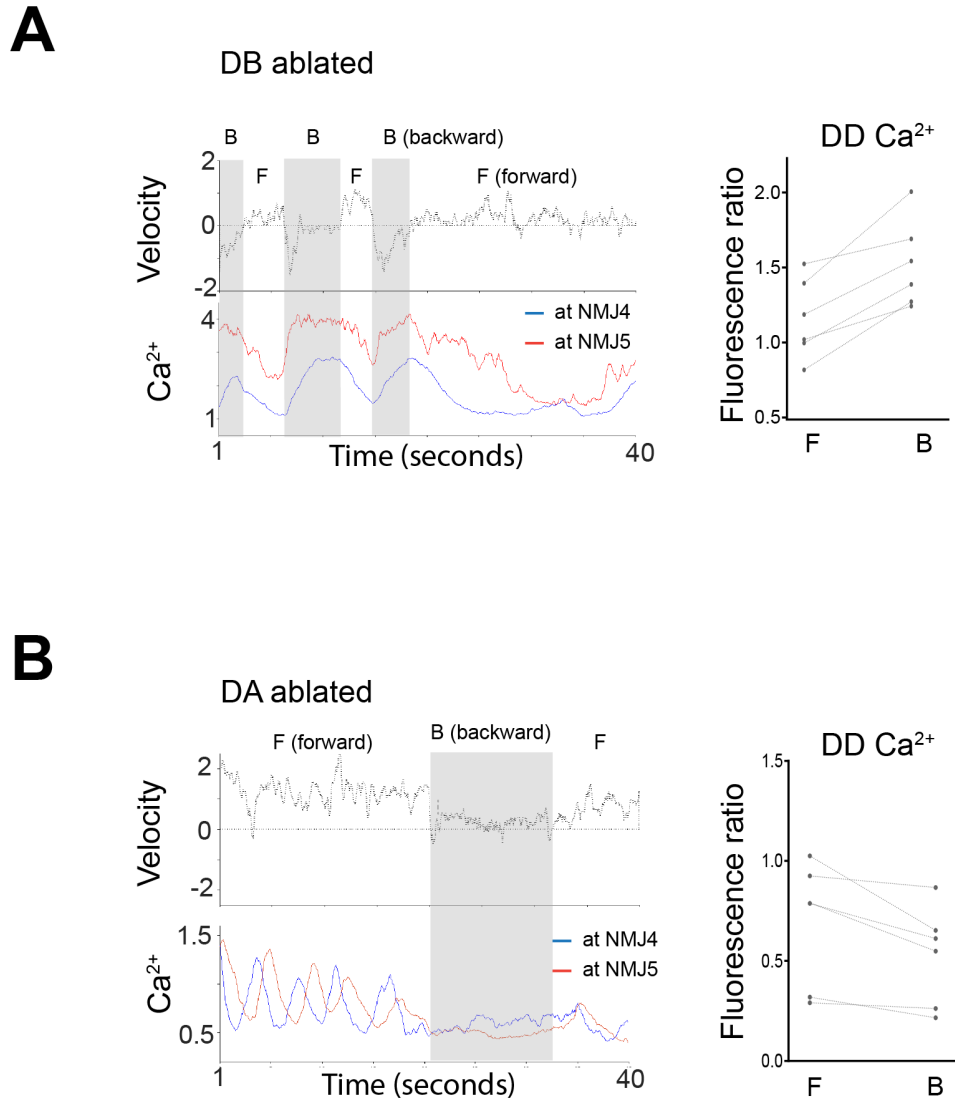 A
DB ablated
B B B (backward)
F F F (forward)
2
0
-2
Velocity
4
1
Ca²⁺
at NMJ4
at NMJ5
1 Time (seconds) 40
DD Ca²⁺
2.0
1.5
1.0
0.5
Fluorescence ratio
F B
B
DA ablated
F (forward) B (backward) F
2
0
-2
Velocity
1.5
0.5
Ca²⁺
at NMJ4
at NMJ5
1 Time (seconds) 40
DD Ca²⁺
1.5
1.0
0.5
0.0
Fluorescence ratio
F B